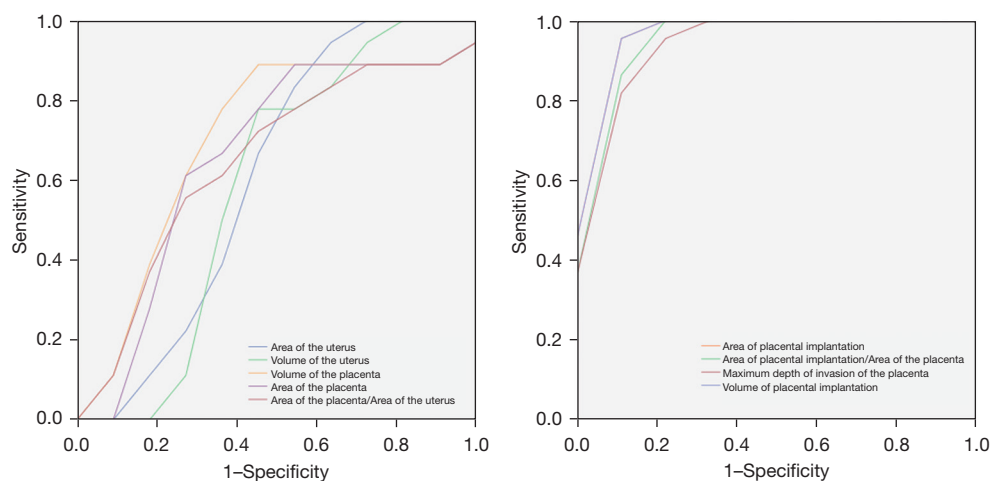 1.0
0.8
0.6
0.4
0.2
0.0
Sensitivity
0.0 0.2 0.4 0.6 0.8 1.0
1–Specificity
Area of the uterus
Volume of the uterus
Volume of the placenta
Area of the placenta
Area of the placenta/Area of the uterus
1.0
0.8
0.6
0.4
0.2
0.0
Sensitivity
0.0 0.2 0.4 0.6 0.8 1.0
1–Specificity
Area of placental implantation
Area of placental implantation/Area of the placenta
Maximum depth of invasion of the placenta
Volume of placental implantation